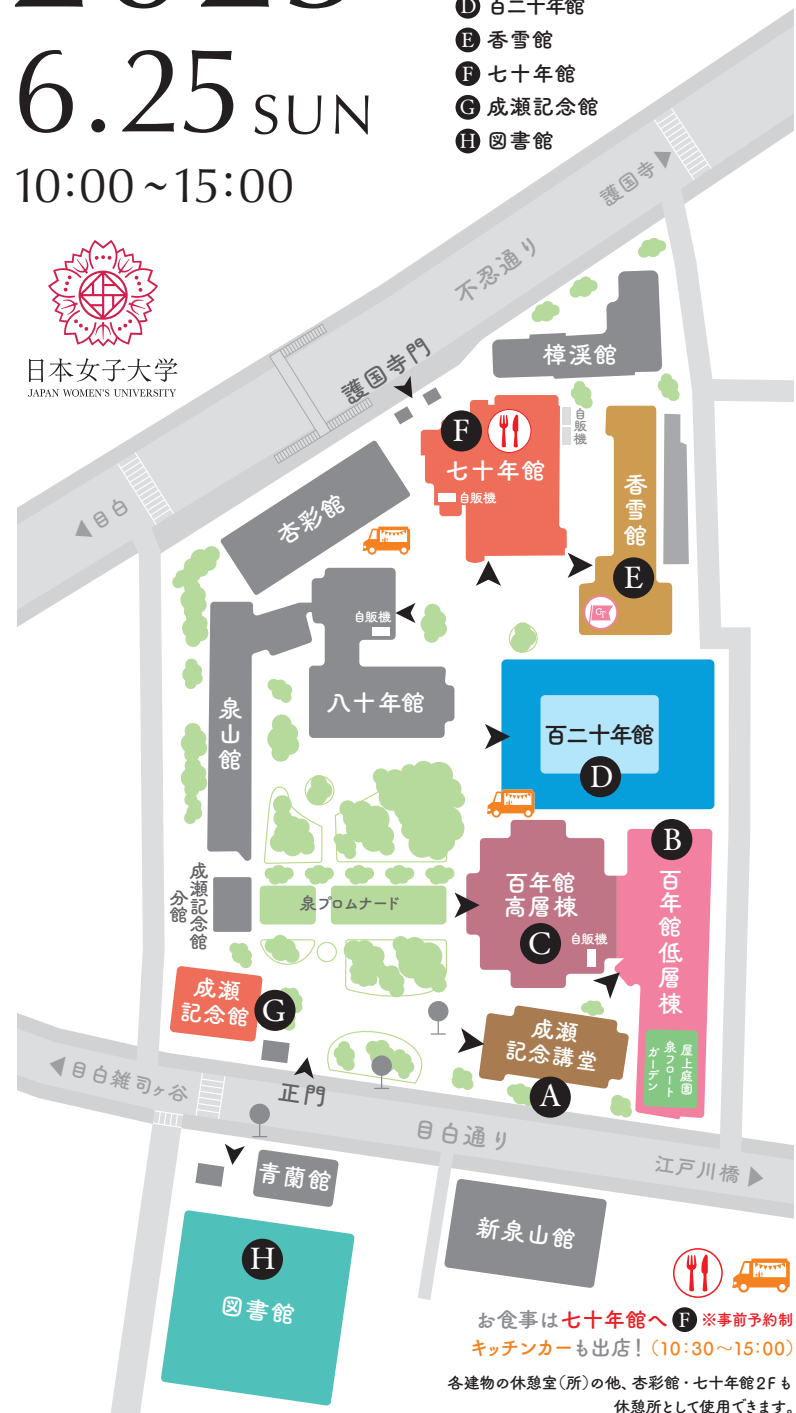 2023
6.25 SUN
10:00~15:00
日本女子大学
JAPAN WOMEN'S UNIVERSITY
D 百二十年館
E 香雪館
F 七十年館
G 成瀬記念館
H 図書館
護国寺▶
不忍通り
護国寺門
◀目白
樟渓館
F
七十年館
自販機
自販機
杏彩館
香雪館
E
自販機
八十年館
泉山館
百二十年館
D
B
百年館低層棟
百年館
高層棟
C
自販機
泉プロムナード
成瀬記念館
分館
成瀬
記念館
G
成瀬
記念講堂
A
屋上庭園
泉フロート
ガーデン
正門
◀目白雑司ヶ谷
目白通り
江戸川橋▶
青蘭館
新泉山館
H
図書館
お食事は七十年館へ F ※事前予約制
キッチンカーも出店!(10:30〜15:00)
各建物の休憩室(所)の他、杏彩館・七十年館2Fも
休憩所として使用できます。